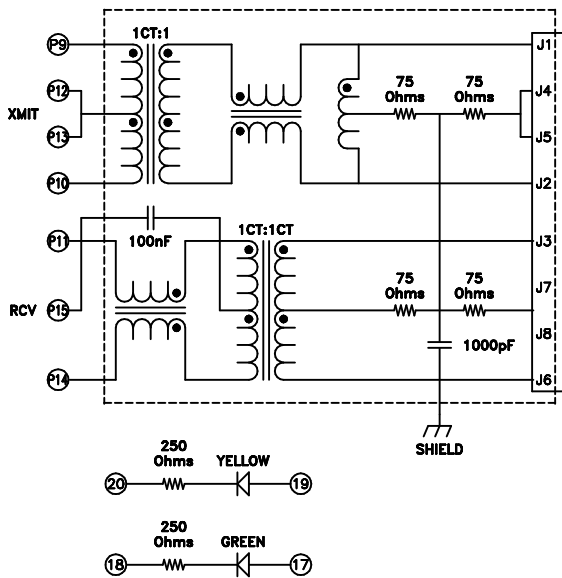 P9
1CT:1
J1
P12
75
Ohms
75
Ohms
J4
XMIT
P13
J5
P10
J2
P11
100nF
1CT:1CT
J3
75
Ohms
75
Ohms
J7
RCV
P15
J8
1000pF
P14
J6
SHIELD
250
Ohms
YELLOW
20
19
250
Ohms
GREEN
18
17